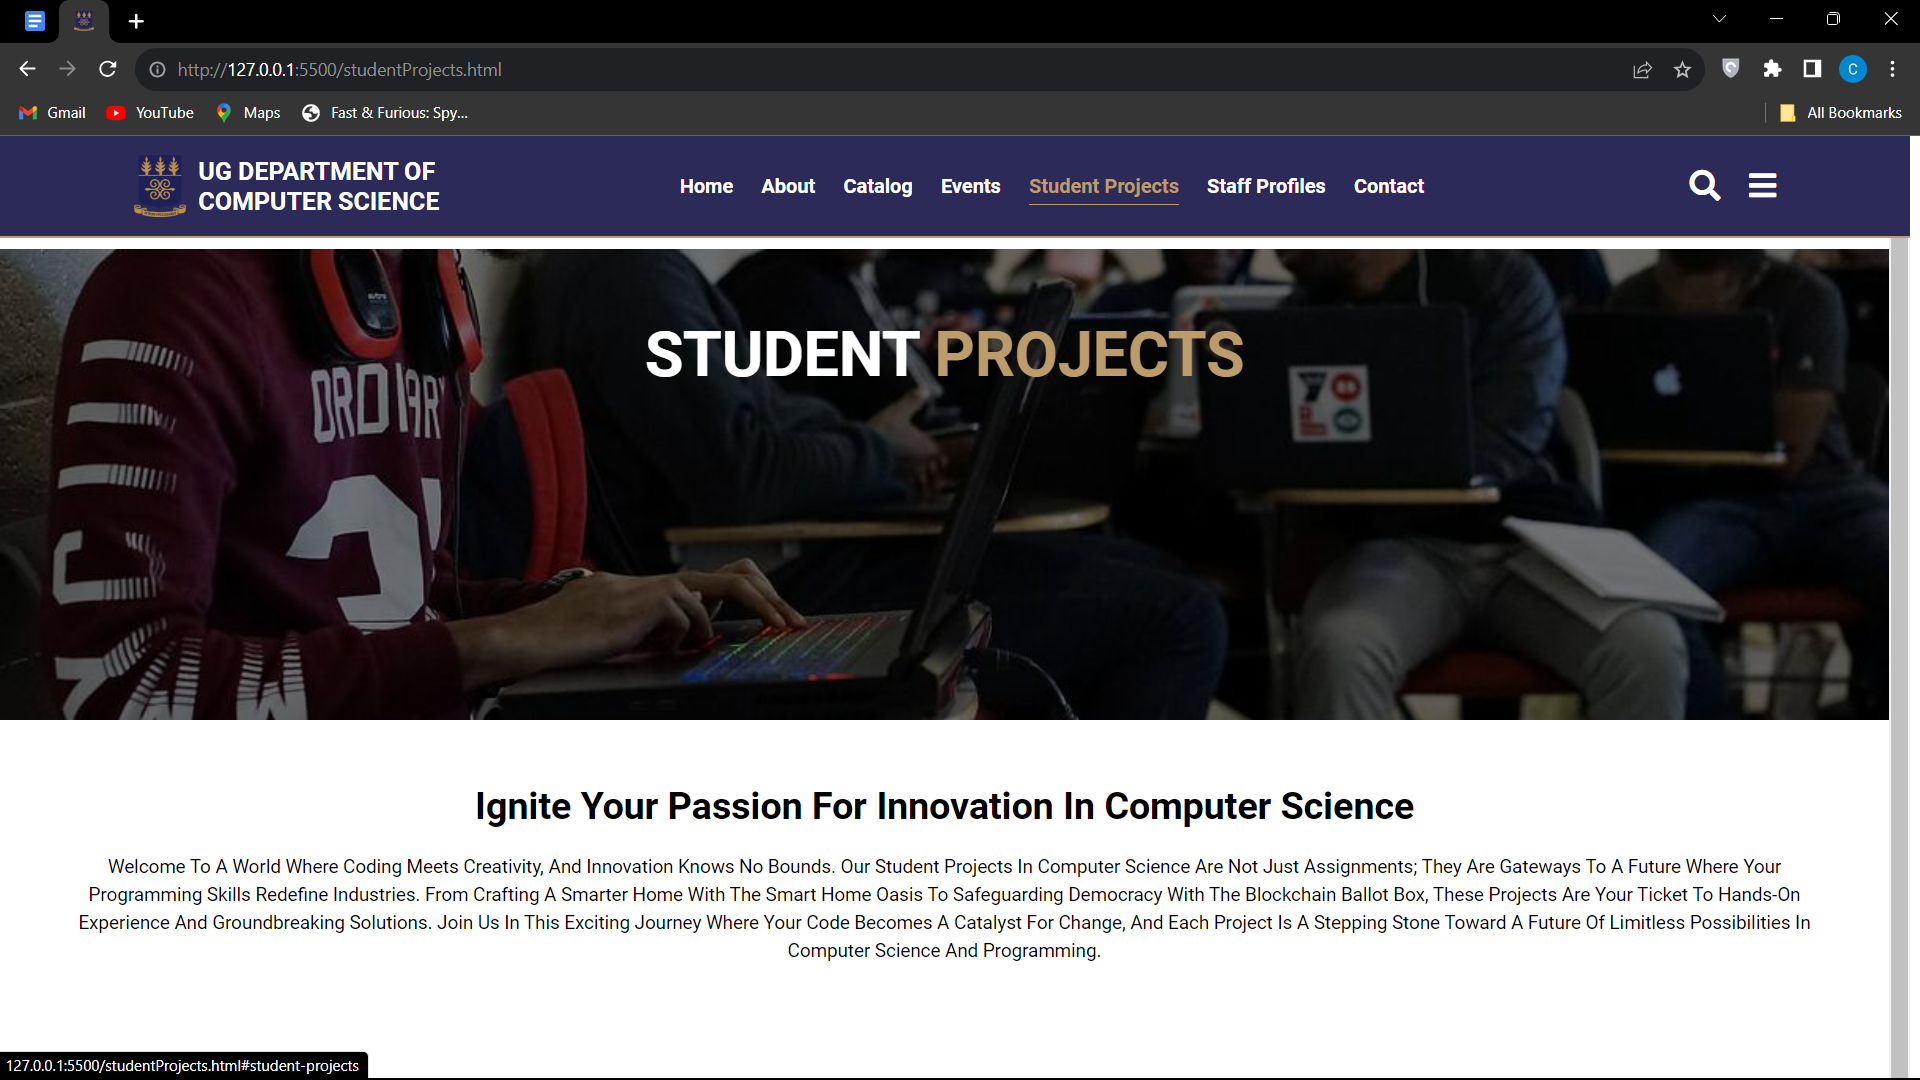 http://127.0.0.1:5500/studentProjects.html
C
Gmail
YouTube
Maps
Fast & Furious: Spy...
All Bookmarks
UG DEPARTMENT OF
COMPUTER SCIENCE
Home
About
Catalog
Events
Student Projects
Staff Profiles
Contact
STUDENT PROJECTS
Ignite Your Passion For Innovation In Computer Science
Welcome To A World Where Coding Meets Creativity, And Innovation Knows No Bounds. Our Student Projects In Computer Science Are Not Just Assignments; They Are Gateways To A Future Where Your
Programming Skills Redefine Industries. From Crafting A Smarter Home With The Smart Home Oasis To Safeguarding Democracy With The Blockchain Ballot Box, These Projects Are Your Ticket To Hands-On
Experience And Groundbreaking Solutions. Join Us In This Exciting Journey Where Your Code Becomes A Catalyst For Change, And Each Project Is A Stepping Stone Toward A Future Of Limitless Possibilities In
Computer Science And Programming.
127.0.0.1:5500/studentProjects.html#student-projects